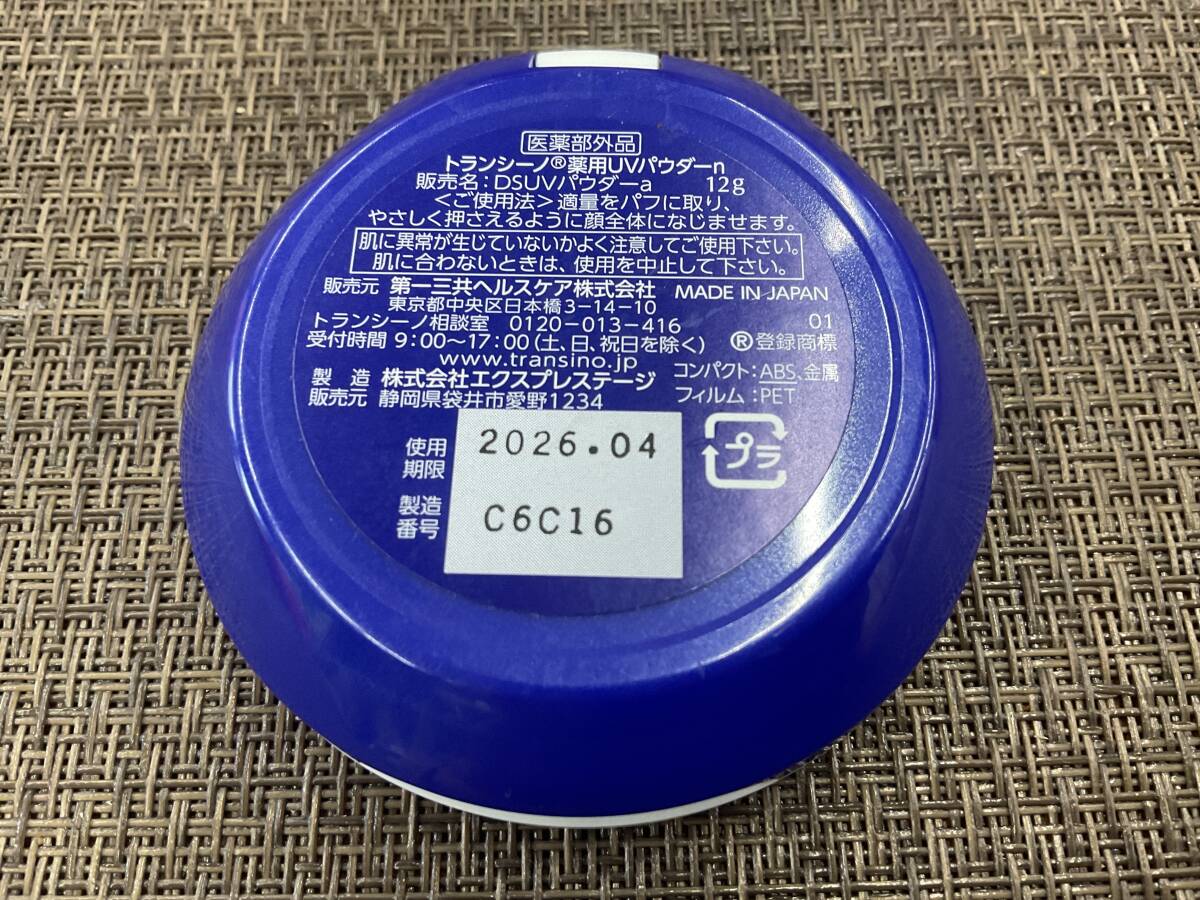 医薬部外品
トランシーノ®薬用UVパウダーn
販売名:DSUVパウダーa 12g
<ご使用法>適量をパフに取り、
やさしく押さえるように顔全体になじませます。
肌に異常が生じていないかよく注意してご使用下さい。
肌に合わないときは、使用を中止して下さい。
販売元 第一三共ヘルスケア株式会社 MADE IN JAPAN
東京都中央区日本橋3-14-10
トランシーノ相談室 0120-013-416 01
受付時間 9:00~17:00(土、日、祝日を除く) ®登録商標
www.transino.jp
製造 株式会社エクスプレステージ コンパクト:ABS、金属
販売元 静岡県袋井市愛野1234 フィルム:PET
使用期限 2026.04
プラ
製造番号 C6C16